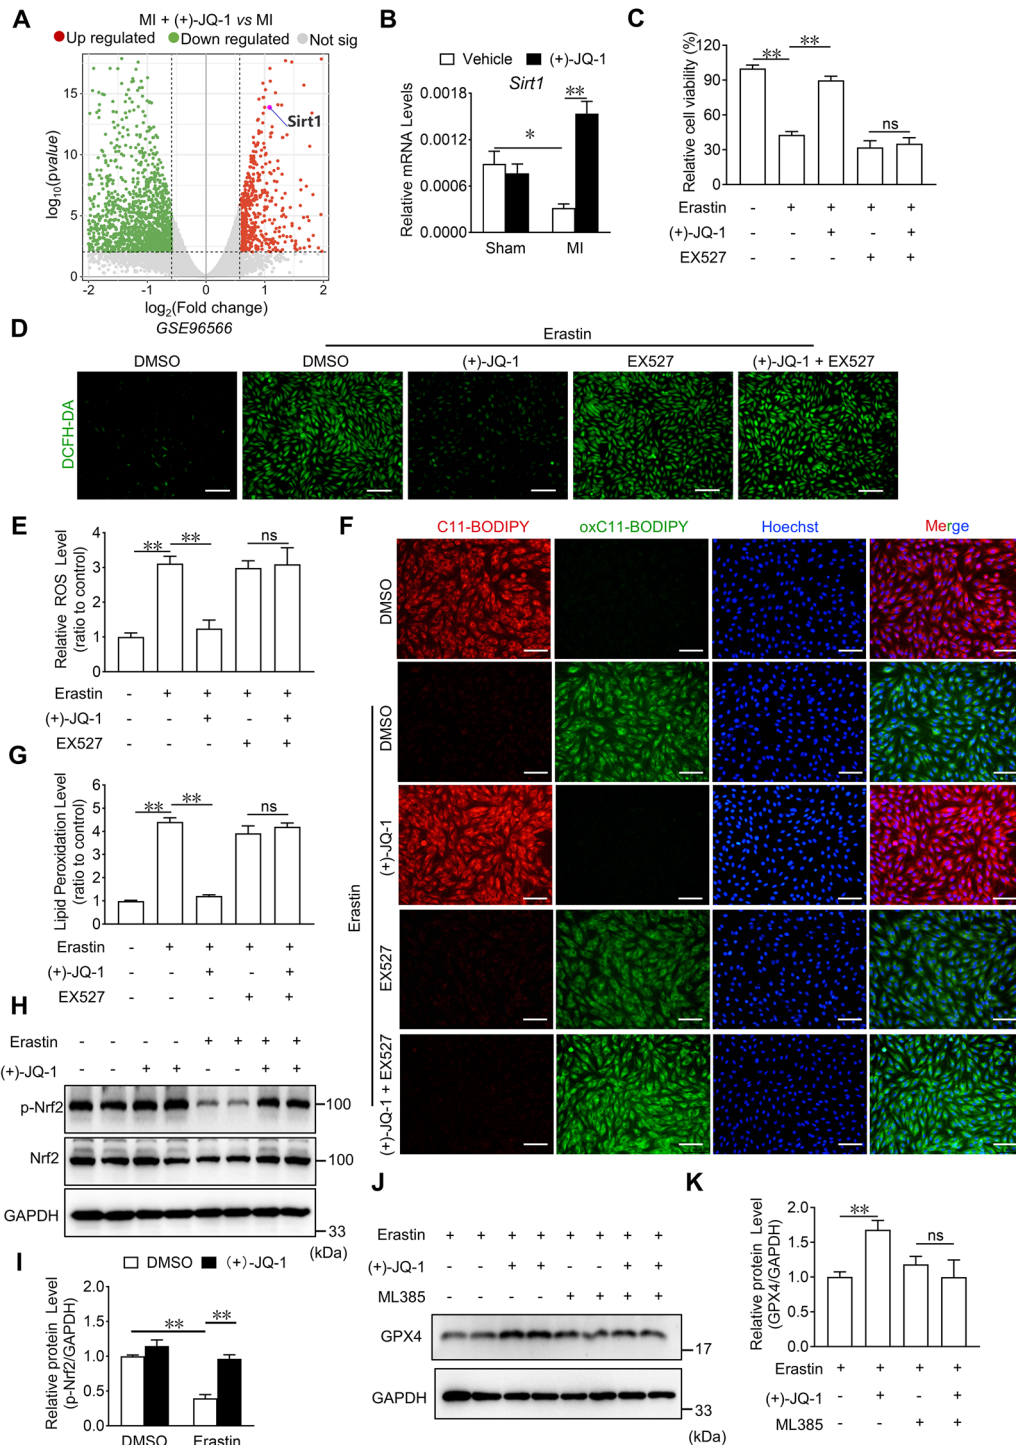 A
MI + (+)-JQ-1 vs MI
Up regulated Down regulated Not sig
log10(pvalue)
15
10
5
0
Sirt1
-2 -1 0 1 2
log2(Fold change)
GSE96566
B
Vehicle (+)-JQ-1
Sirt1
Relative mRNA Levels
0.0018
0.0012
0.0006
0.0000
* **
Sham MI
C
Relative cell viability (%)
120
90
60
30
0
** ** ns
Erastin - + + + +
(+)-JQ-1 - - + - +
EX527 - - - + +
D
Erastin
DMSO DMSO (+)-JQ-1 EX527 (+)-JQ-1 + EX527
DCFH-DA
E
Relative ROS Level
(ratio to control)
4
3
2
1
0
** ** ns
Erastin - + + + +
(+)-JQ-1 - - + - +
EX527 - - - + +
F
C11-BODIPY oxC11-BODIPY Hoechst Merge
DMSO
DMSO
(+)-JQ-1
EX527
(+)-JQ-1 + EX527
Erastin
G
Lipid Peroxidation Level
(ratio to control)
6
5
4
3
2
1
0
** ** ns
Erastin - + + + +
(+)-JQ-1 - - + - +
EX527 - - - + +
H
Erastin - - - - + + + +
(+)-JQ-1 - - + + - - + +
p-Nrf2 100
Nrf2 100
GAPDH 33
(kDa)
I
DMSO (+)-JQ-1
Relative protein Level
(p-Nrf2/GAPDH)
2.0
1.5
1.0
0.5
0.0
** **
DMSO Erastin
J
Erastin + + + + + + + +
(+)-JQ-1 - - + + - - + +
ML385 - - - - + + + +
GPX4 17
GAPDH 33
(kDa)
K
Relative protein Level
(GPX4/GAPDH)
2.0
1.5
1.0
0.5
0.0
** ns
Erastin + + + +
(+)-JQ-1 - + - +
ML385 - - + +